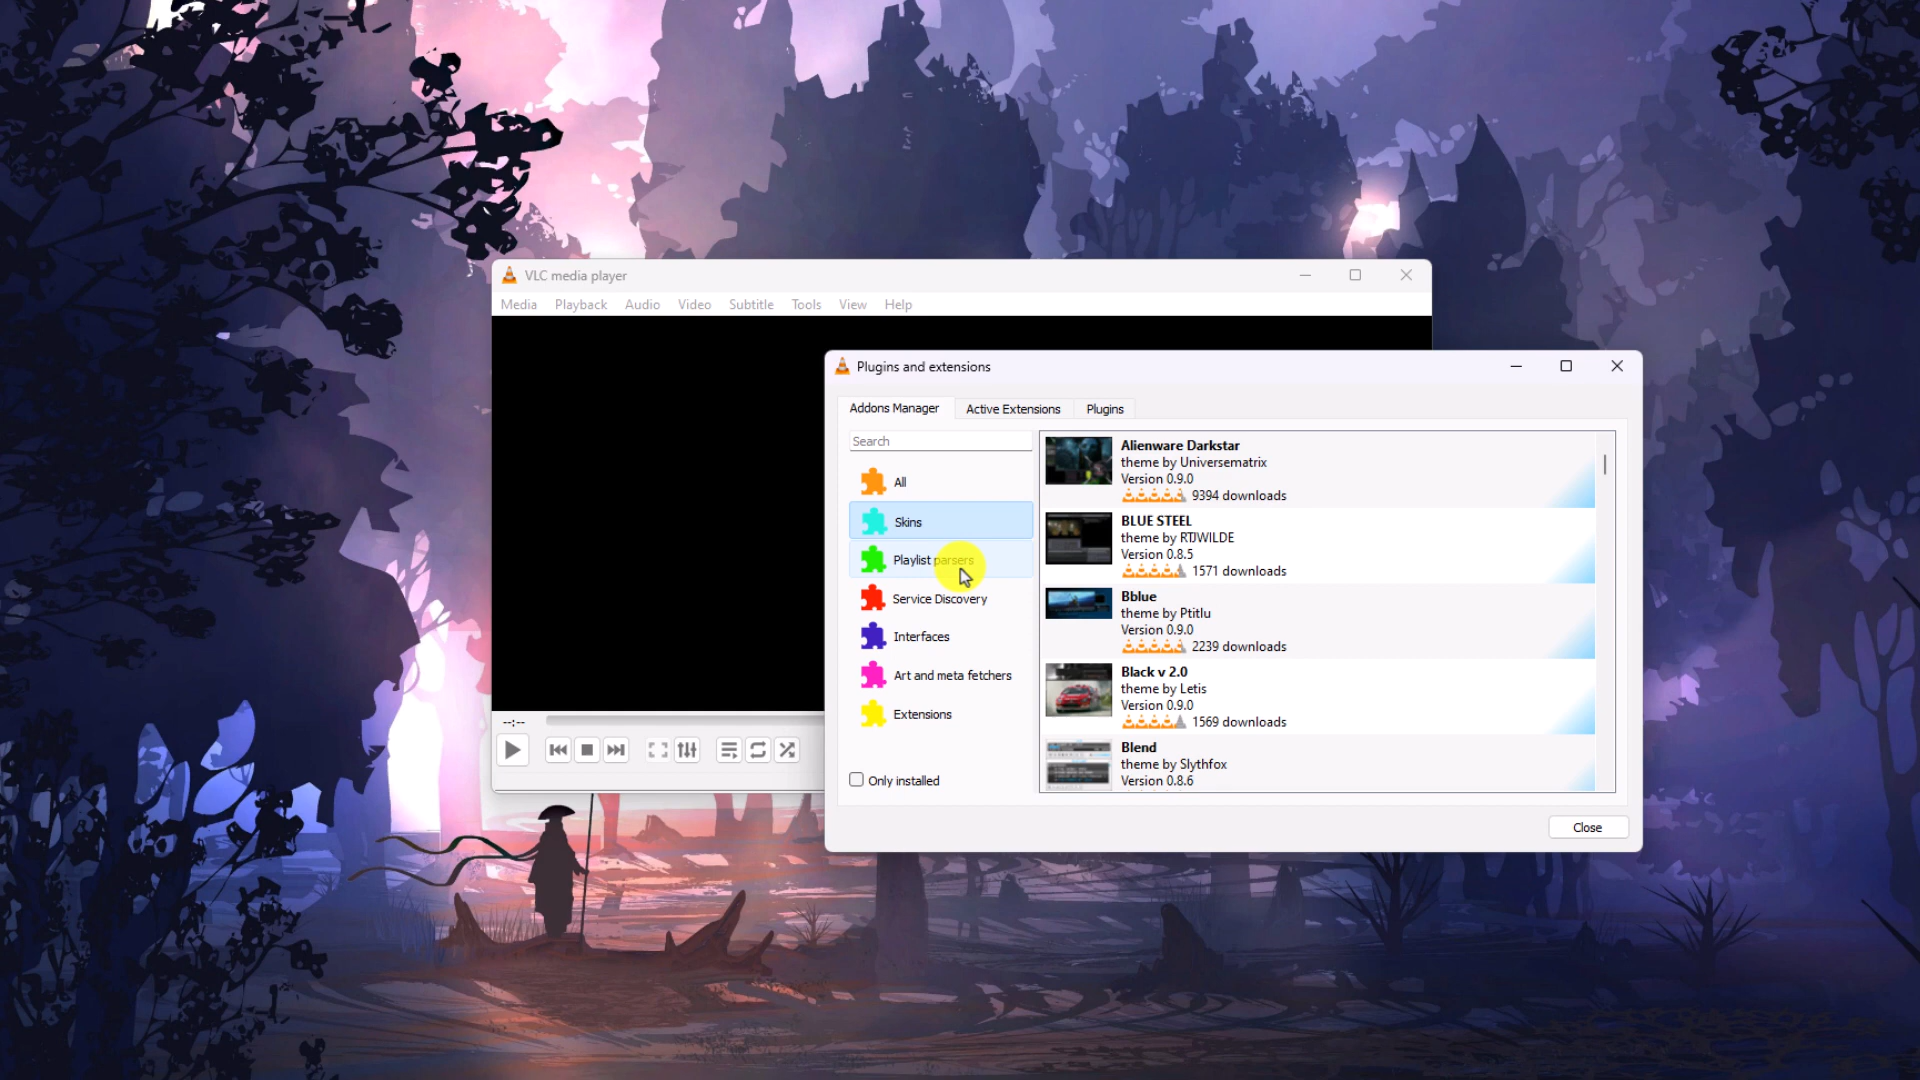 VLC media player
Media Playback Audio Video Subtitle Tools View Help
Plugins and extensions
Addons Manager Active Extensions Plugins
Search
All
Skins
Playlist parsers
Service Discovery
Interfaces
Art and meta fetchers
Extensions
Only installed
Alienware Darkstar
theme by Universematrix
Version 0.9.0
9394 downloads
BLUE STEEL
theme by RTJWILDE
Version 0.8.5
1571 downloads
Bblue
theme by Ptitlu
Version 0.9.0
2239 downloads
Black v 2.0
theme by Letis
Version 0.9.0
1569 downloads
Blend
theme by Slythfox
Version 0.8.6
Close
--:--